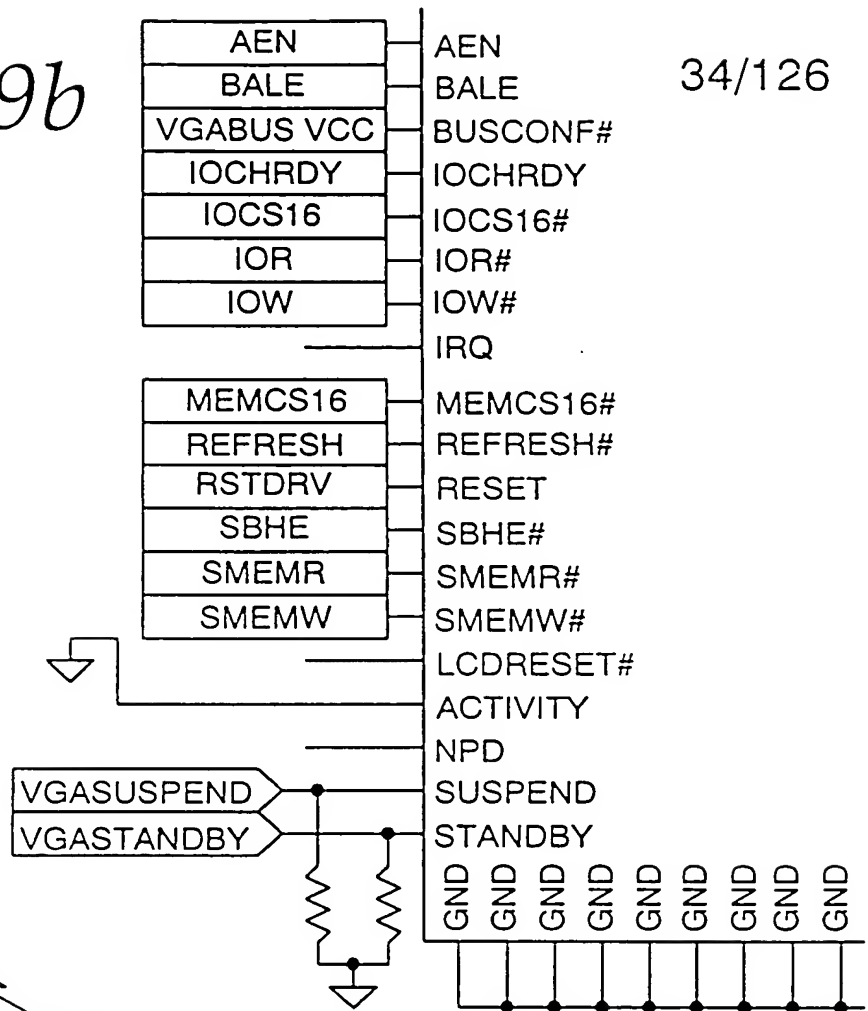 9b
34/126
AEN AEN
BALE BALE
VGABUS VCC BUSCONF#
IOCHRDY IOCHRDY
IOCS16 IOCS16#
IOR IOR#
IOW IOW#
IRQ
MEMCS16 MEMCS16#
REFRESH REFRESH#
RSTDRV RESET
SBHE SBHE#
SMEMR SMEMR#
SMEMW SMEMW#
LCDRESET#
ACTIVITY
NPD
VGASUSPEND SUSPEND
VGASTANDBY STANDBY
GND GND GND GND GND GND GND GND GND